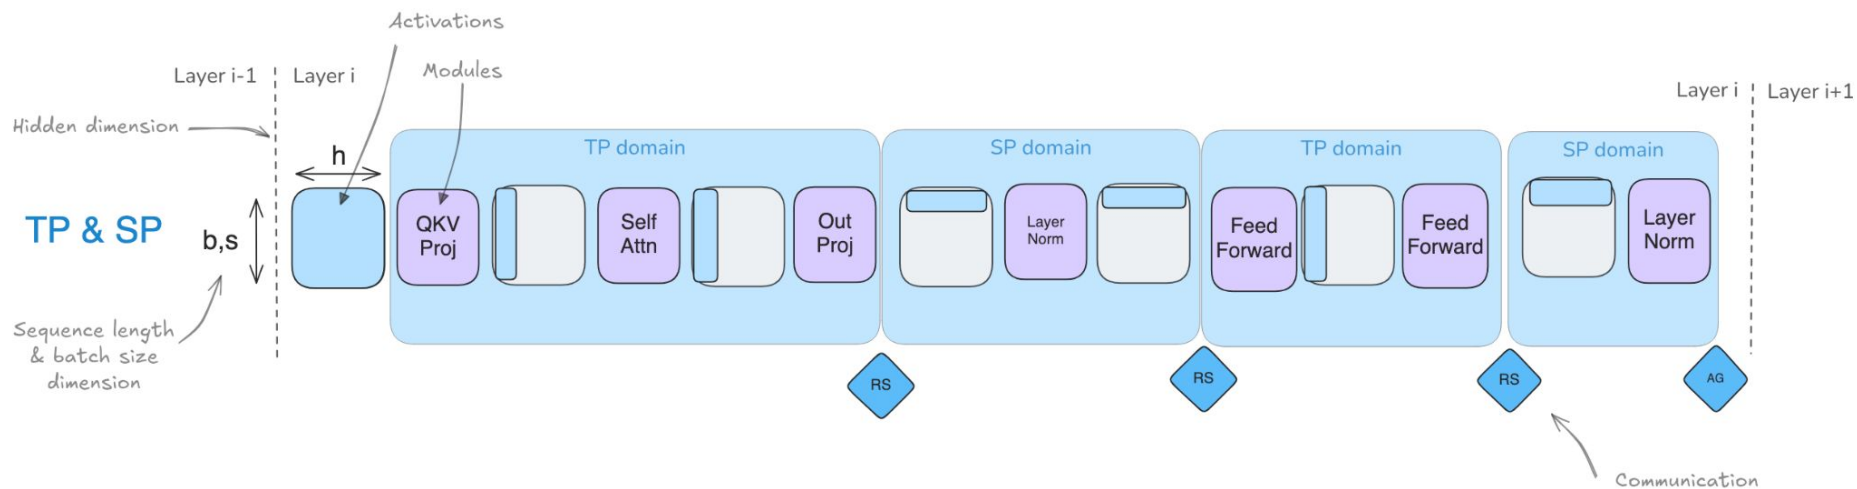 Activations
Modules
Layer i-1
Layer i
Layer i
Layer i+1
Hidden dimension
TP domain
SP domain
TP domain
SP domain
h
TP & SP
b,s
QKV
Proj
Self
Attn
Out
Proj
Layer
Norm
Feed
Forward
Feed
Forward
Layer
Norm
Sequence length
& batch size
dimension
RS
RS
RS
AG
Communication